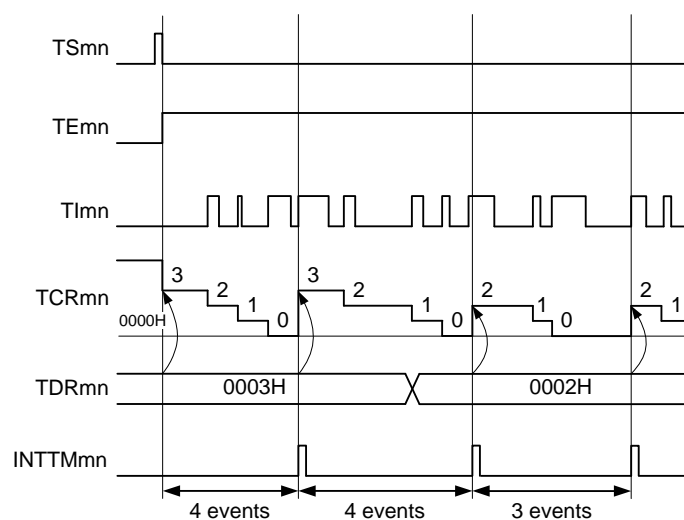 TSmn
TEmn
TImn
TCRmn
3 2 1 0 3 2 1 0 2 1 0 2 1
0000H
TDRmn 0003H 0002H
INTTMmn
4 events 4 events 3 events